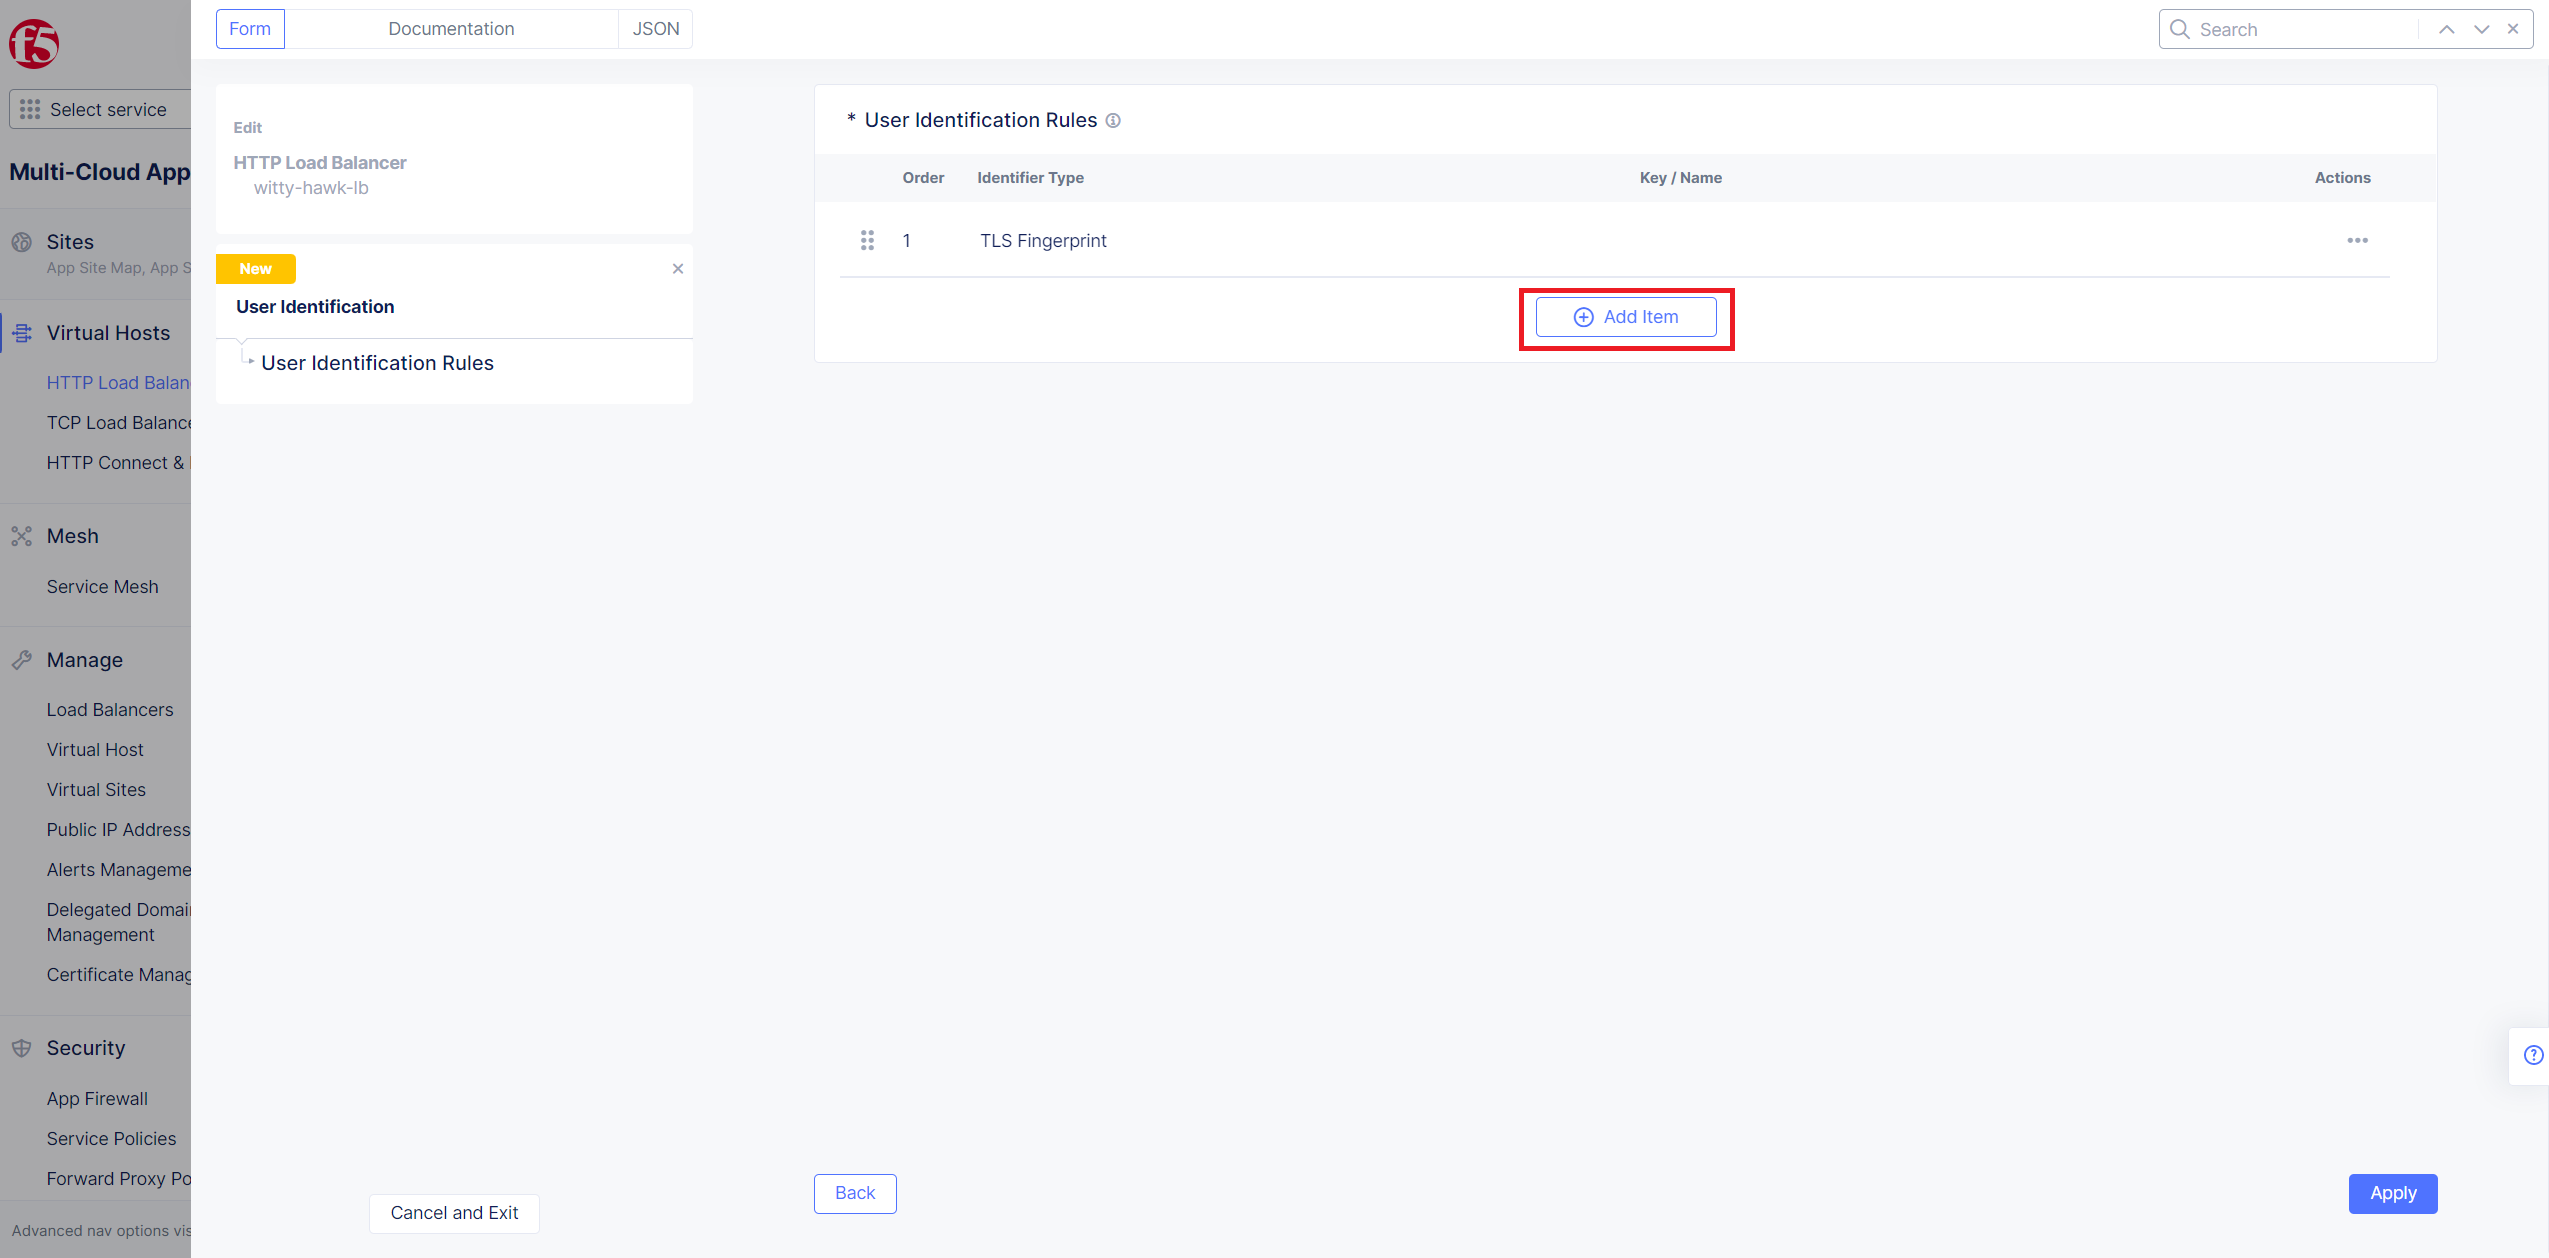 Form
Documentation
JSON
Search
f5
Select service
Multi-Cloud App
Sites
App Site Map, App S
Virtual Hosts
HTTP Load Balan
TCP Load Balance
HTTP Connect &
Mesh
Service Mesh
Manage
Load Balancers
Virtual Host
Virtual Sites
Public IP Address
Alerts Manageme
Delegated Domai
Management
Certificate Manag
Security
App Firewall
Service Policies
Forward Proxy Po
Advanced nav options vis
Edit
HTTP Load Balancer
witty-hawk-lb
New
User Identification
User Identification Rules
Cancel and Exit
* User Identification Rules
Order Identifier Type Key / Name Actions
1 TLS Fingerprint
Add Item
Back
Apply